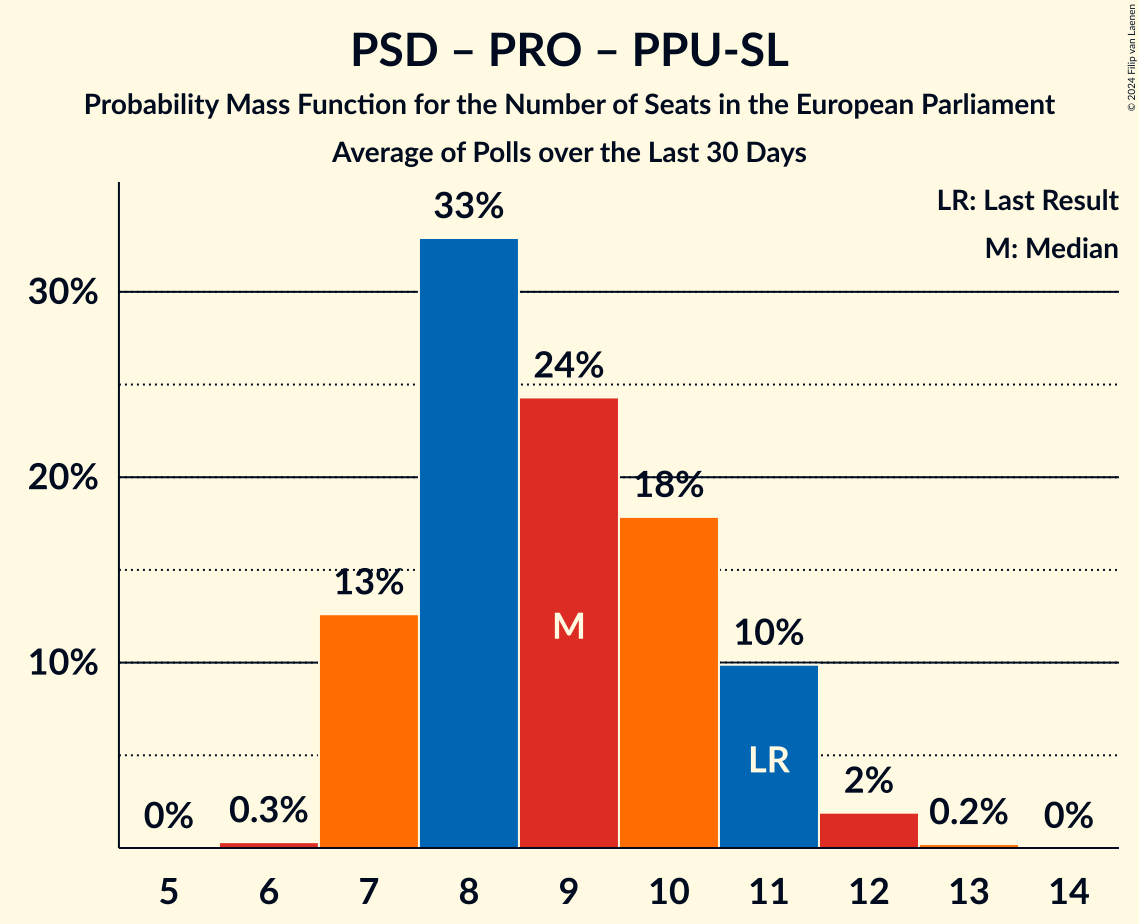 PSD – PRO – PPU-SL
Probability Mass Function for the Number of Seats in the European Parliament
Average of Polls over the Last 30 Days
© 2024 Filip van Laenen
LR: Last Result
M: Median
33%
30%
24%
20%
18%
13%
M
10%
10%
LR
2%
0%
0.3%
0.2%
0%
5 6 7 8 9 10 11 12 13 14